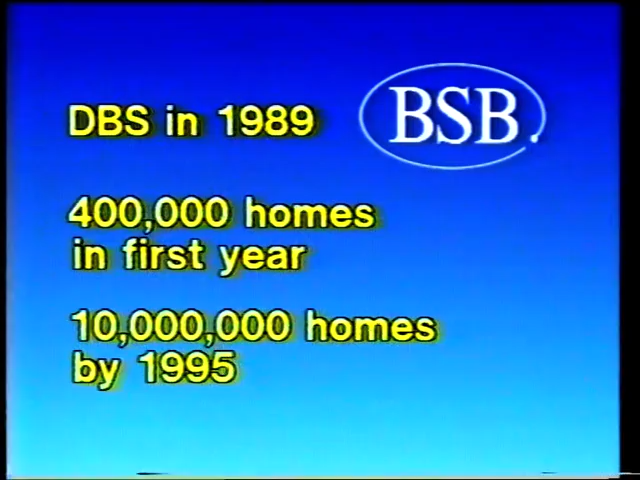 DBS in 1989
BSB.
400,000 homes
in first year
10,000,000 homes
by 1995